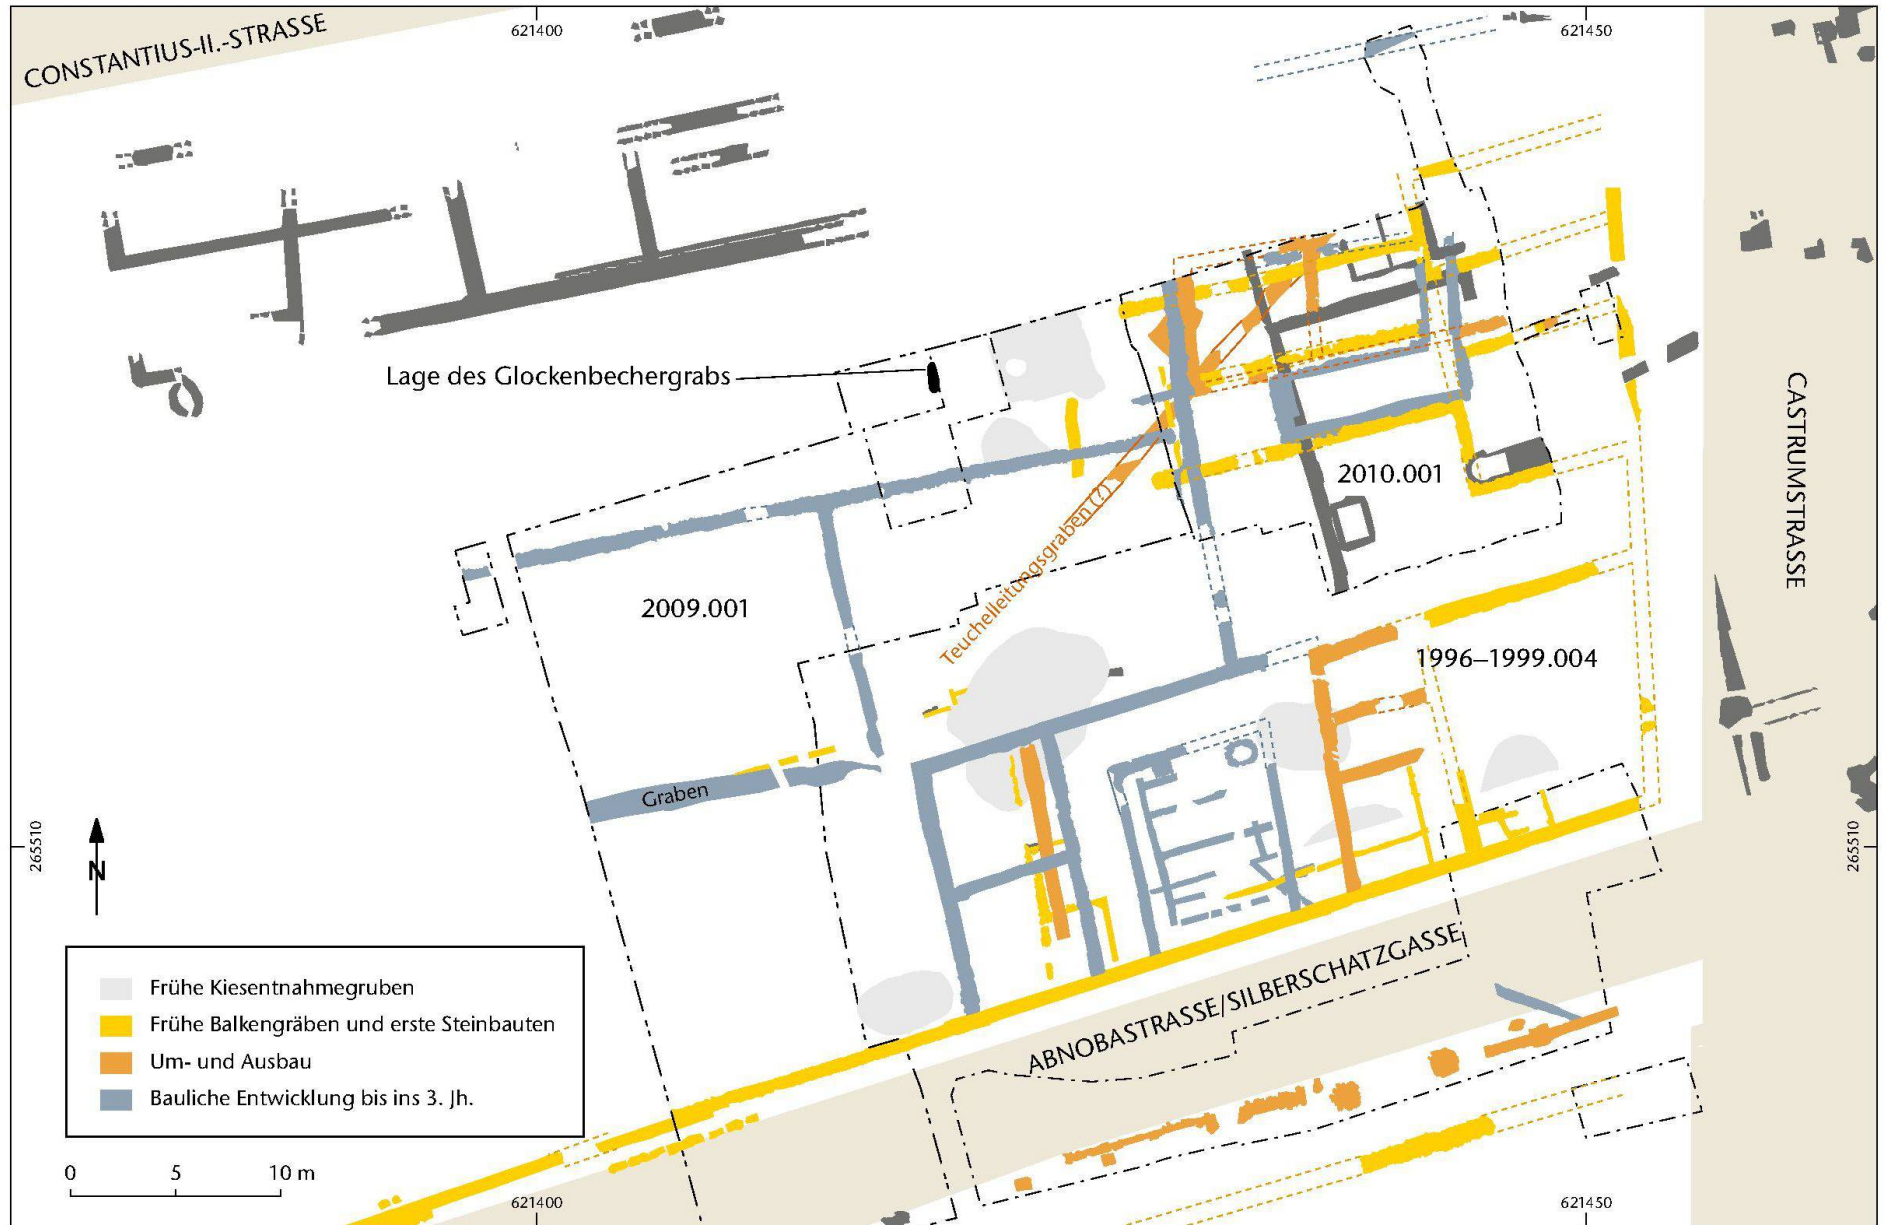 CONSTANTIUS-II.-STRASSE
621400
621450
Lage des Glockenbechergrabs
2010.001
CASTRUMSTRASSE
Teuchelleitungsgraben (?)
2009.001
1996–1999.004
Graben
265510
265510
N
ABNOBASTRASSE/SILBERSCHATZGASSE
Frühe Kiesentnahmegruben
Frühe Balkengräben und erste Steinbauten
Um- und Ausbau
Bauliche Entwicklung bis ins 3. Jh.
0 5 10 m
621400
621450